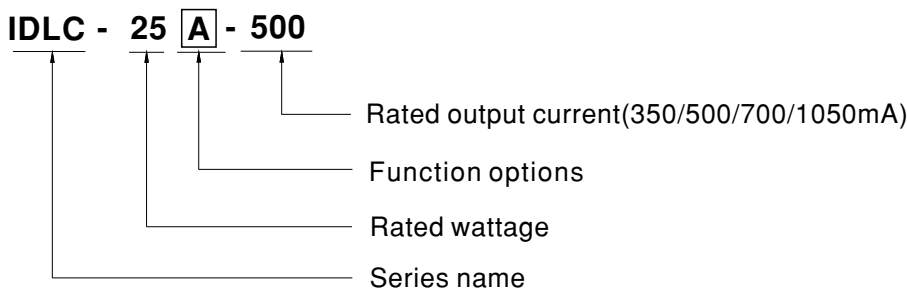 IDLC - 25 A - 500
Rated output current(350/500/700/1050mA)
Function options
Rated wattage
Series name